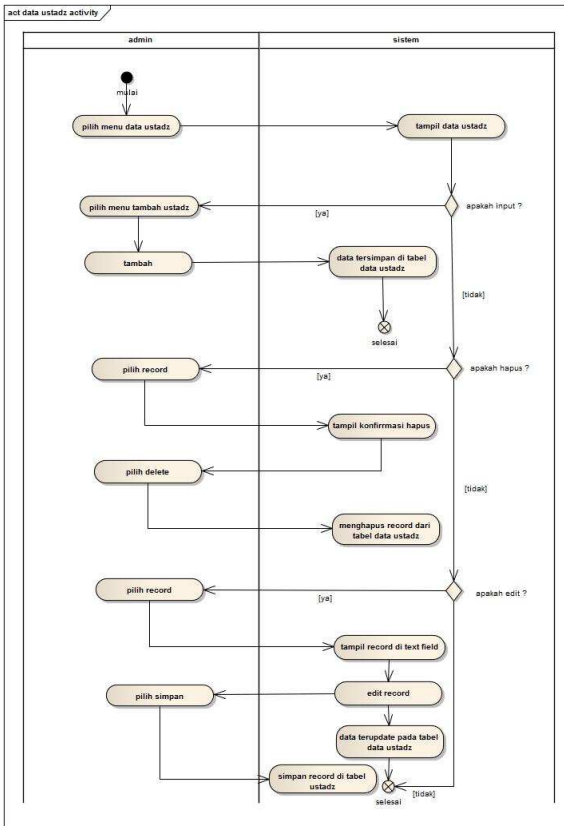 act data ustadz activity
admin
sistem
mulai
pilih menu data ustadz
tampil data ustadz
pilih menu tambah ustadz
[ya]
apakah input ?
tambah
data tersimpan di tabel
data ustadz
[tidak]
selesai
pilih record
[ya]
apakah hapus ?
tampil konfirrmasi hapus
pilih delete
[tidak]
menghapus record dari
tabel data ustadz
pilih record
[ya]
apakah edit ?
tampil record di text field
pilih simpan
edit record
data terupdate pada tabel
data ustadz
simpan record di tabel
ustadz
selesai
[tidak]